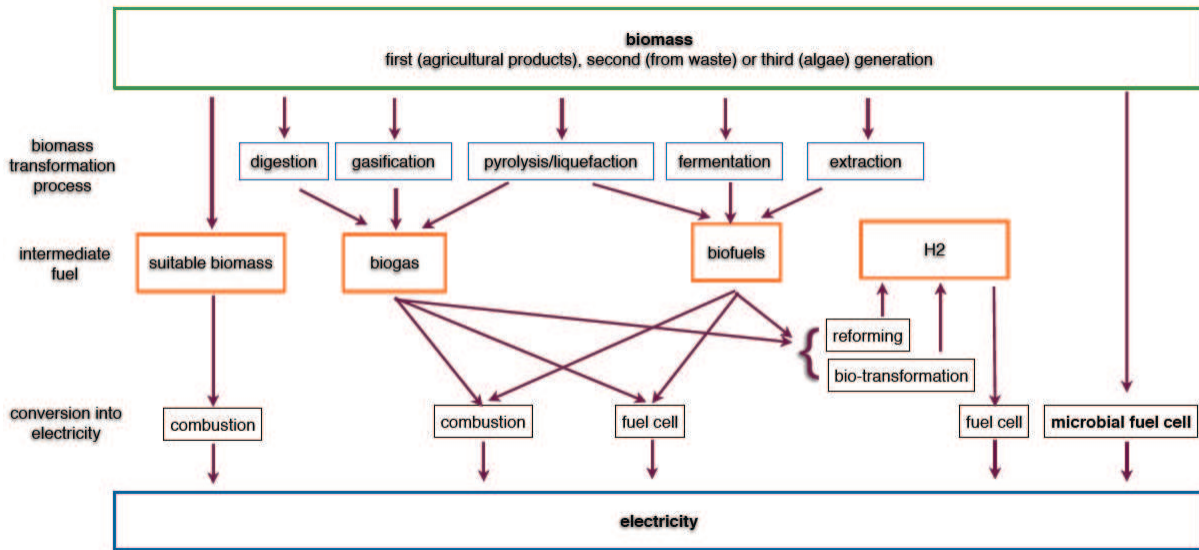 biomass
first (agricultural products), second (from waste) or third (algae) generation
biomass
transformation
process
digestion
gasification
pyrolysis/liquefaction
fermentation
extraction
intermediate
fuel
suitable biomass
biogas
biofuels
H2
reforming
bio-transformation
conversion into
electricity
combustion
combustion
fuel cell
fuel cell
microbial fuel cell
electricity